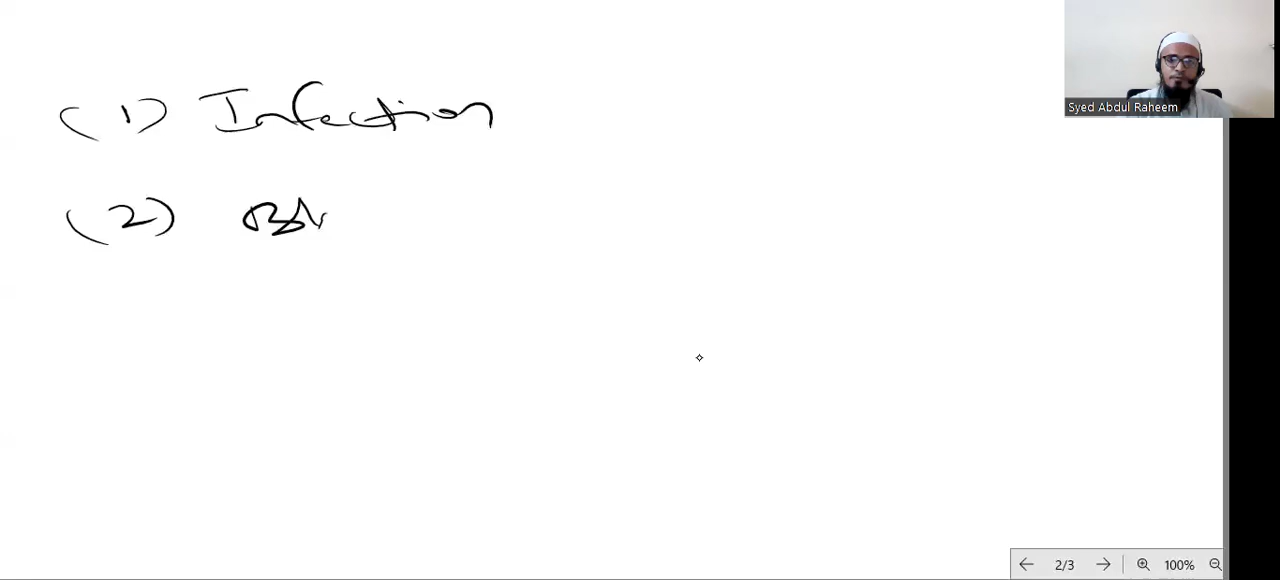 Syed Abdul Raheem
(1) Infection
(2)
2/3
100%